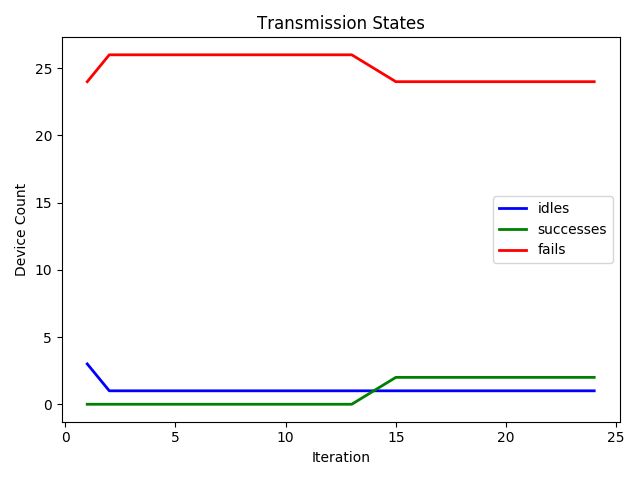 Transmission States
Device Count
25
20
15
10
5
0
idles
successes
fails
0 5 10 15 20 25
Iteration